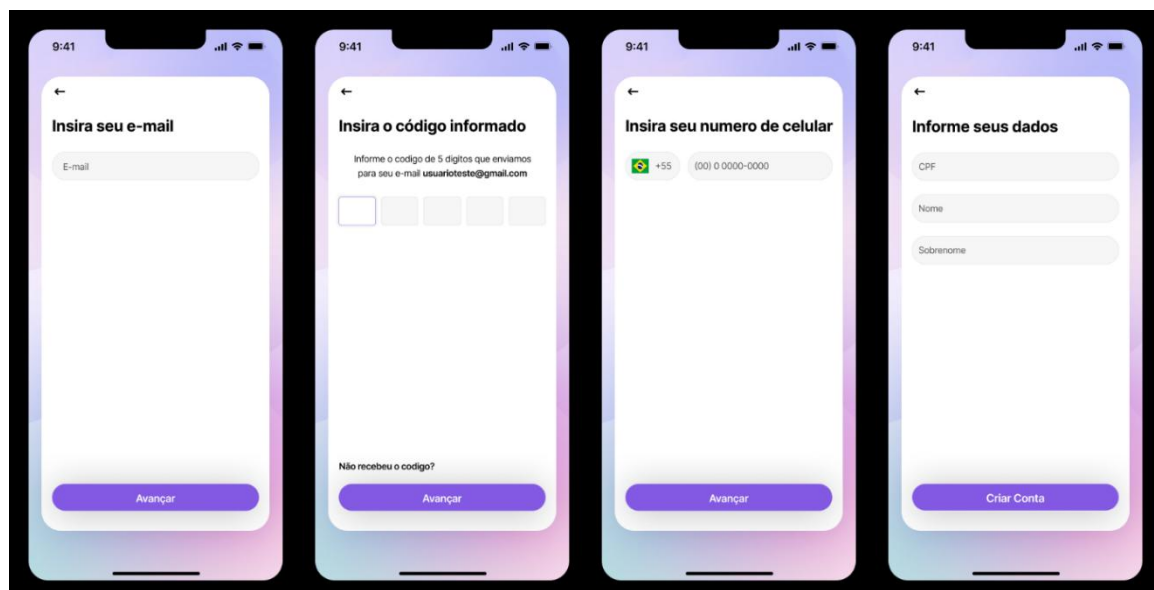 9:41
←
Insira seu e-mail
E-mail
Avançar
9:41
←
Insira o código informado
Informe o codigo de 5 digitos que enviamos
para seu e-mail usuarioteste@gmail.com
Não recebeu o codigo?
Avançar
9:41
←
Insira seu numero de celular
+55 (00) 0 0000-0000
Avançar
9:41
←
Informe seus dados
CPF
Nome
Sobrenome
Criar Conta